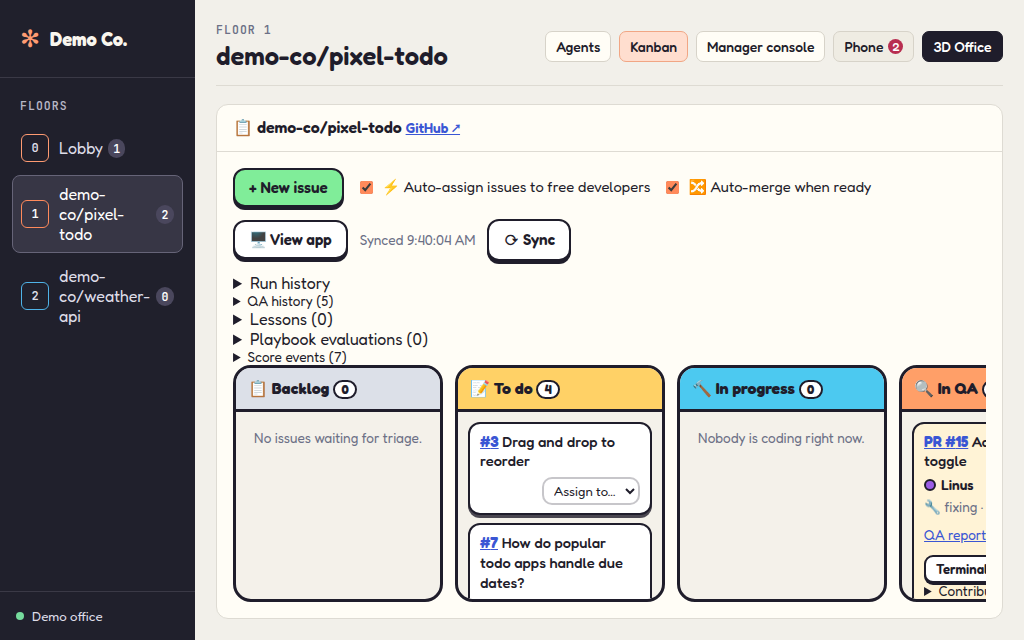 Demo Co.
FLOORS
0 Lobby 1
1 demo-co/pixel-todo 2
2 demo-co/weather-api 0
Demo office
FLOOR 1
demo-co/pixel-todo
Agents
Kanban
Manager console
Phone 2
3D Office
demo-co/pixel-todo GitHub ↗
+ New issue
Auto-assign issues to free developers
Auto-merge when ready
View app
Synced 9:40:04 AM
⟳ Sync
Run history
QA history (5)
Lessons (0)
Playbook evaluations (0)
Score events (7)
Backlog 0
No issues waiting for triage.
To do 4
#3 Drag and drop to
reorder
Assign to...
#7 How do popular
todo apps handle due
dates?
In progress 0
Nobody is coding right now.
In QA
PR #15
toggle
Linus
fixing ·
QA report
Terminal